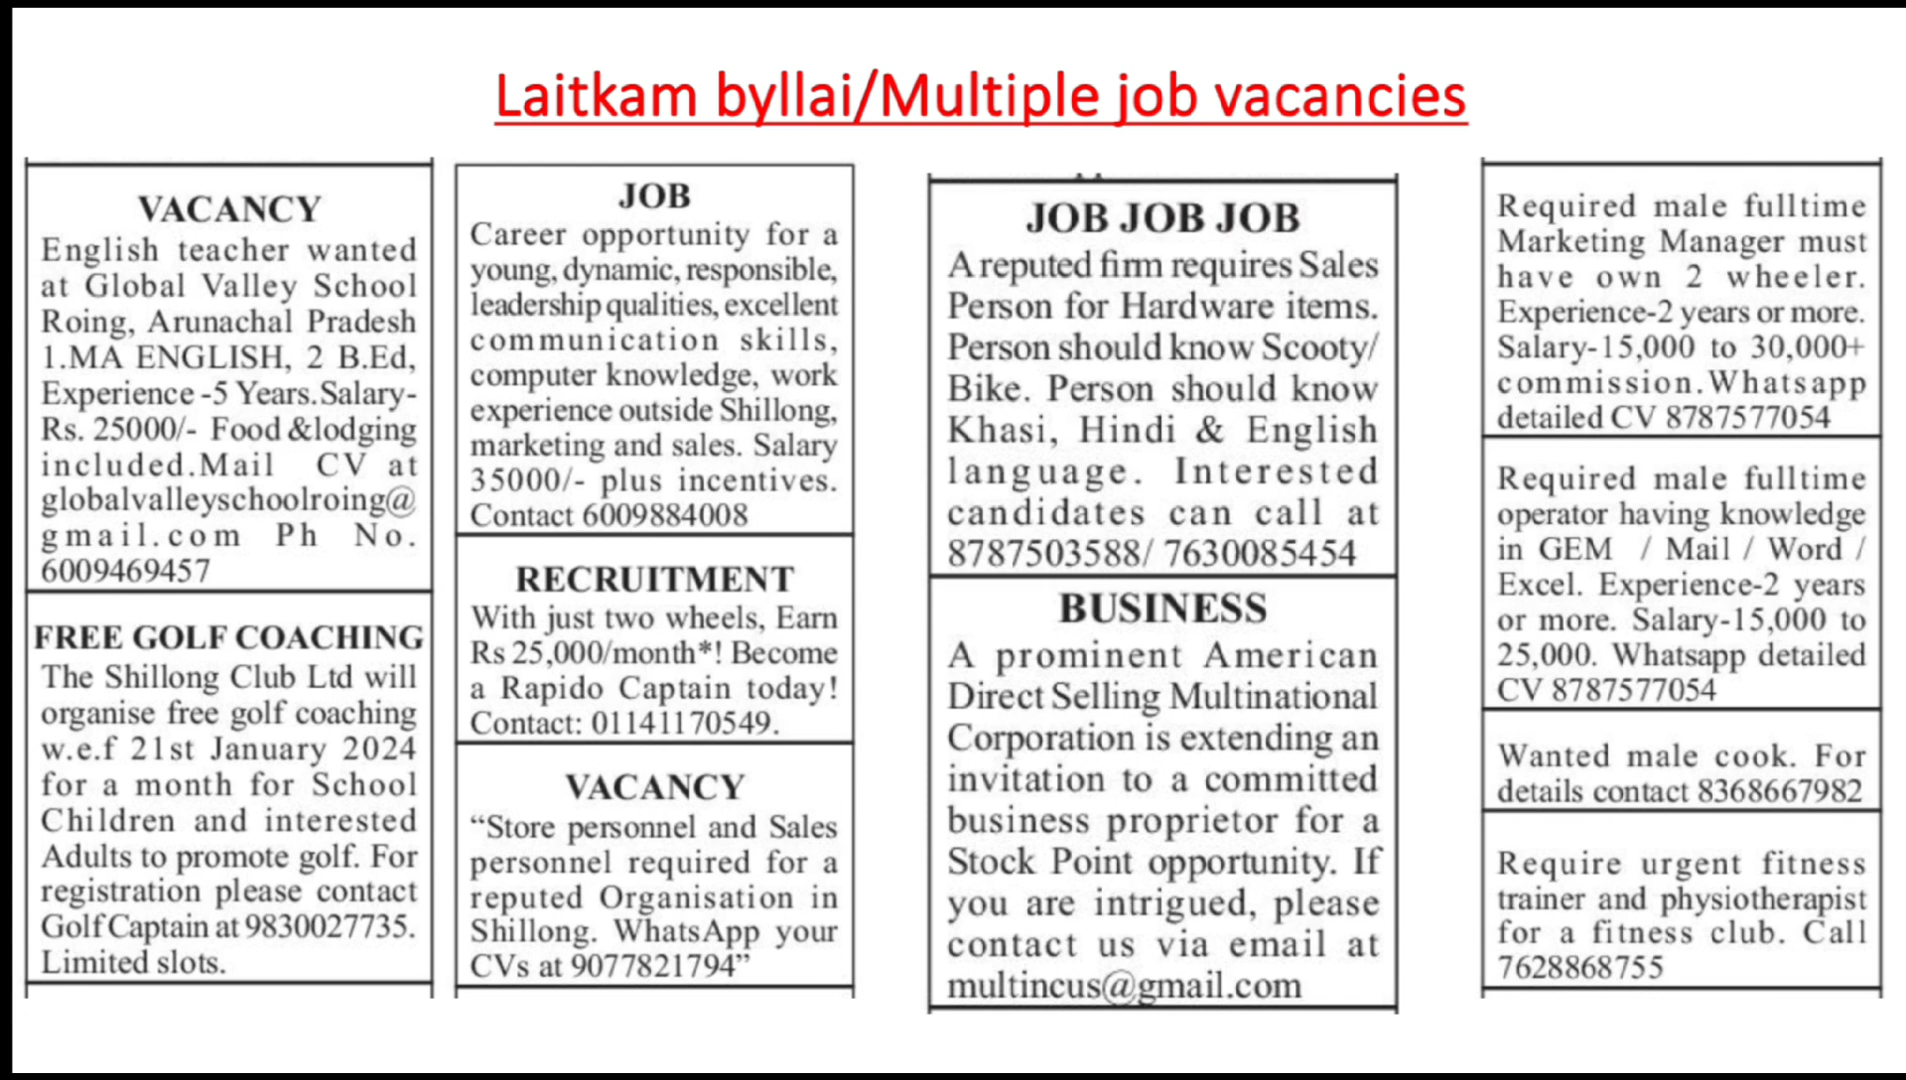 Laitkam byllai/Multiple job vacancies
VACANCY
English teacher wanted
at Global Valley School
Roing, Arunachal Pradesh
1.MA ENGLISH, 2 B.Ed,
Experience -5 Years.Salary-
Rs. 25000/- Food &lodging
included.Mail CV at
globalvalleyschoolroing@
gmail.com Ph No.
6009469457
FREE GOLF COACHING
The Shillong Club Ltd will
organise free golf coaching
w.e.f 21st January 2024
for a month for School
Children and interested
Adults to promote golf. For
registration please contact
Golf Captain at 9830027735.
Limited slots.
JOB
Career opportunity for a
young, dynamic, responsible,
leadership qualities, excellent
communication skills,
computer knowledge, work
experience outside Shillong,
marketing and sales. Salary
35000/- plus incentives.
Contact 6009884008
RECRUITMENT
With just two wheels, Earn
Rs 25,000/month*! Become
a Rapido Captain today!
Contact: 01141170549.
VACANCY
“Store personnel and Sales
personnel required for a
reputed Organisation in
Shillong. WhatsApp your
CVs at 9077821794”
JOB JOB JOB
A reputed firm requires Sales
Person for Hardware items.
Person should know Scooty/
Bike. Person should know
Khasi, Hindi & English
language. Interested
candidates can call at
8787503588/ 7630085454
BUSINESS
A prominent American
Direct Selling Multinational
Corporation is extending an
invitation to a committed
business proprietor for a
Stock Point opportunity. If
you are intrigued, please
contact us via email at
multincus@gmail.com
Required male fulltime
Marketing Manager must
have own 2 wheeler.
Experience-2 years or more.
Salary-15,000 to 30,000+
commission.Whatsapp
detailed CV 8787577054
Required male fulltime
operator having knowledge
in GEM / Mail / Word /
Excel. Experience-2 years
or more. Salary-15,000 to
25,000. Whatsapp detailed
CV 8787577054
Wanted male cook. For
details contact 8368667982
Require urgent fitness
trainer and physiotherapist
for a fitness club. Call
7628868755